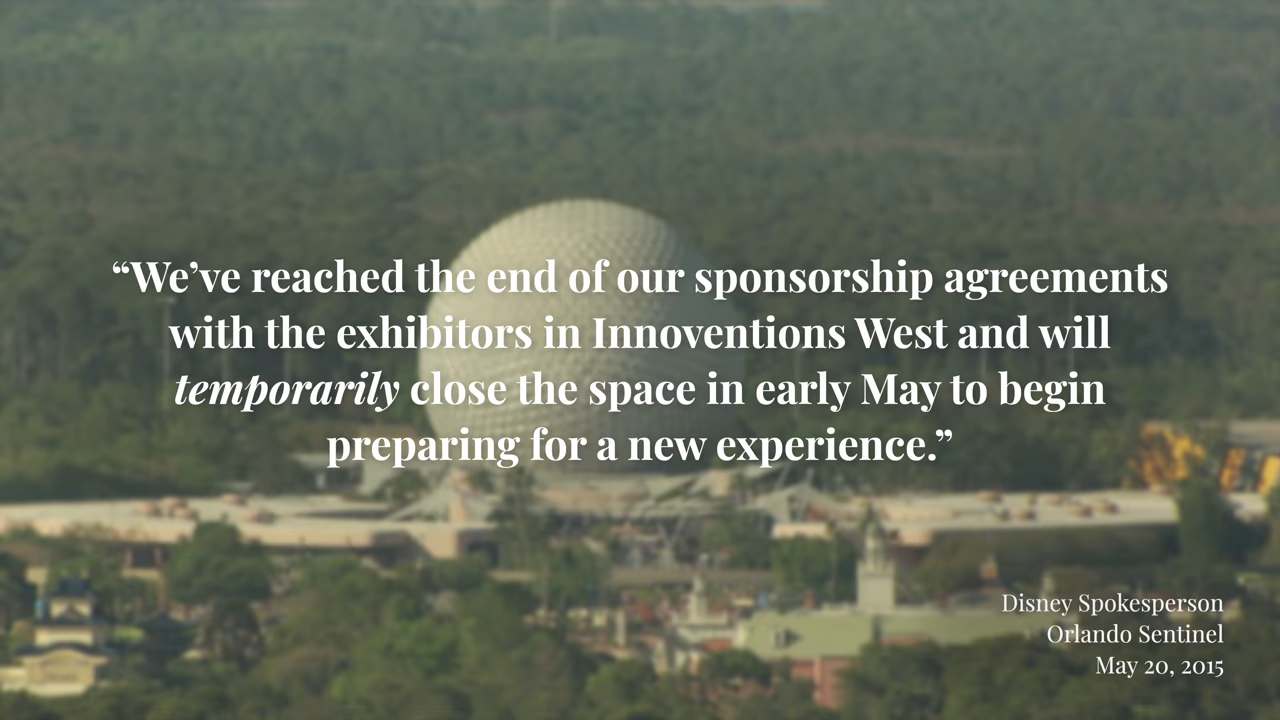 “We’ve reached the end of our sponsorship agreements
with the exhibitors in Innoventions West and will
temporarily close the space in early May to begin
preparing for a new experience.”
Disney Spokesperson
Orlando Sentinel
May 20, 2015